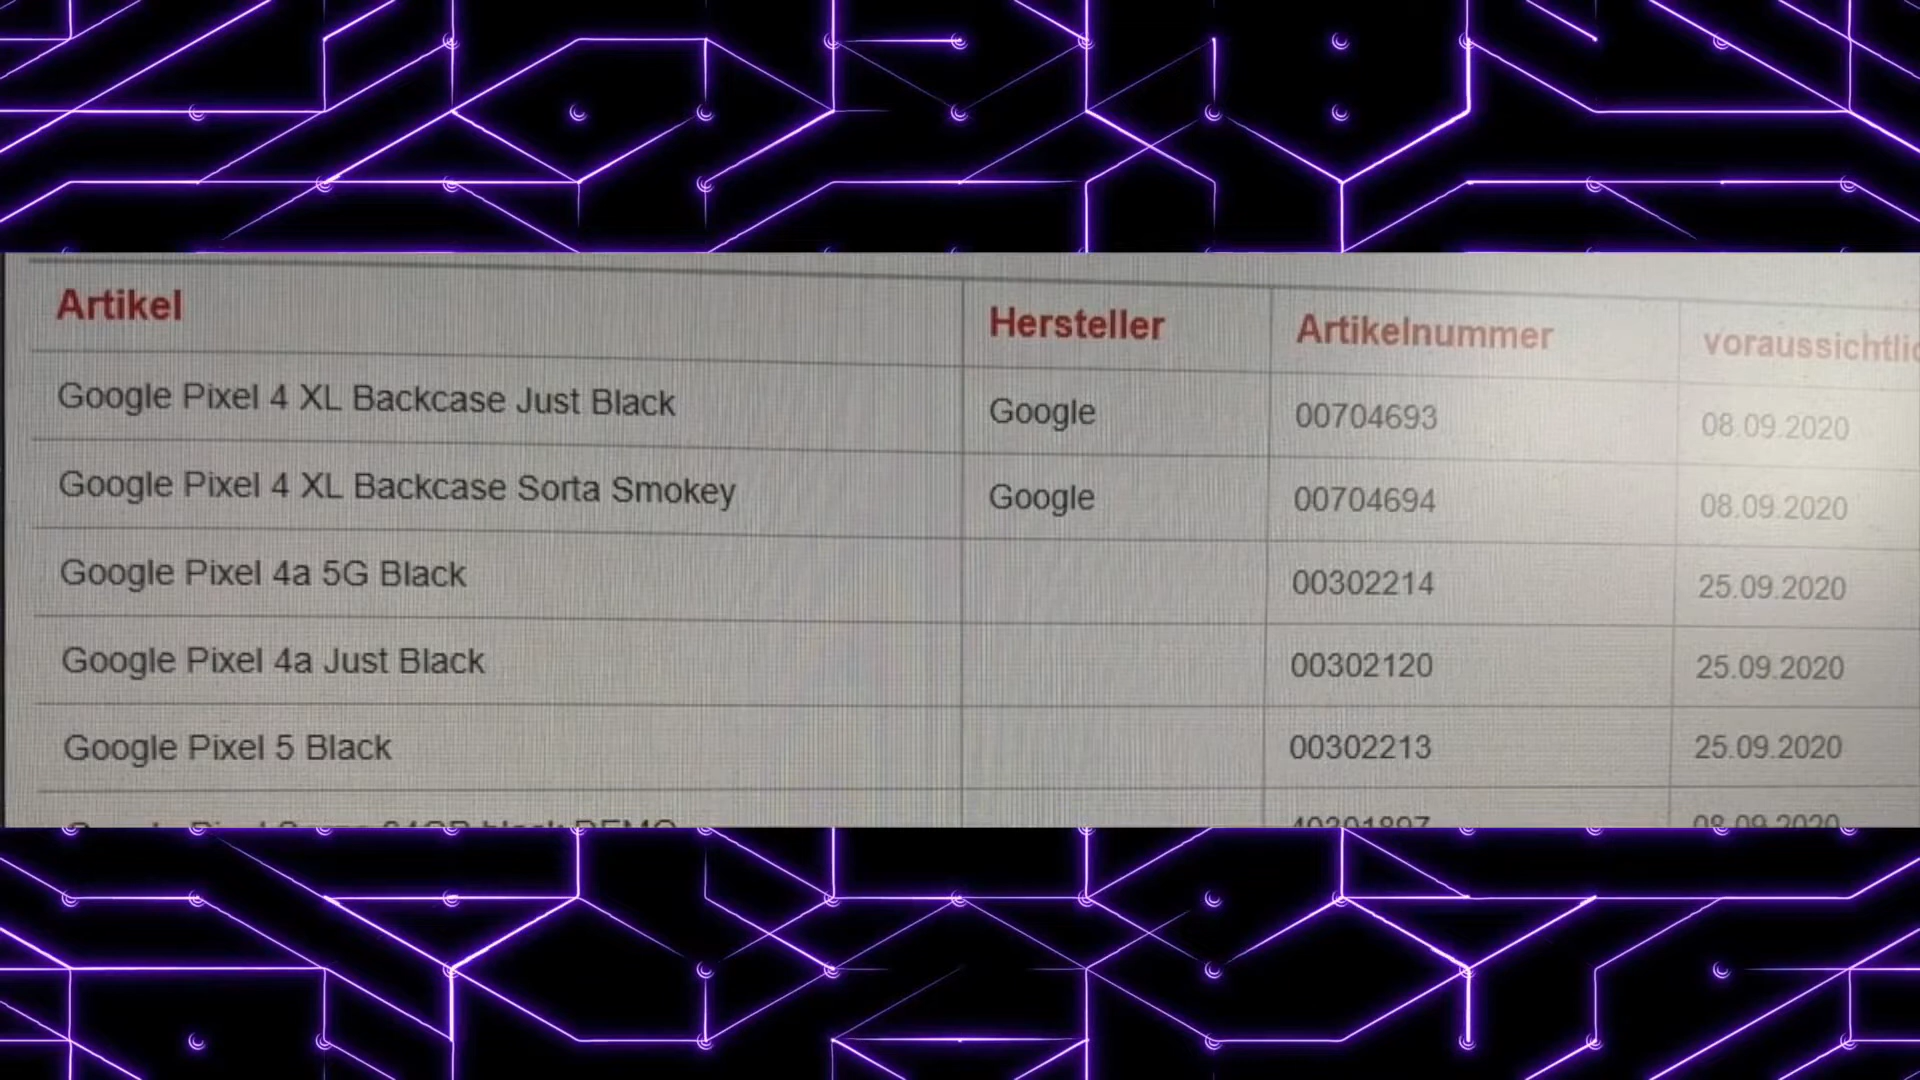 Artikel Hersteller Artikelnummer voraussichtlic
Google Pixel 4 XL Backcase Just Black Google 00704693 08.09.2020
Google Pixel 4 XL Backcase Sorta Smokey Google 00704694 08.09.2020
Google Pixel 4a 5G Black 00302214 25.09.2020
Google Pixel 4a Just Black 00302120 25.09.2020
Google Pixel 5 Black 00302213 25.09.2020